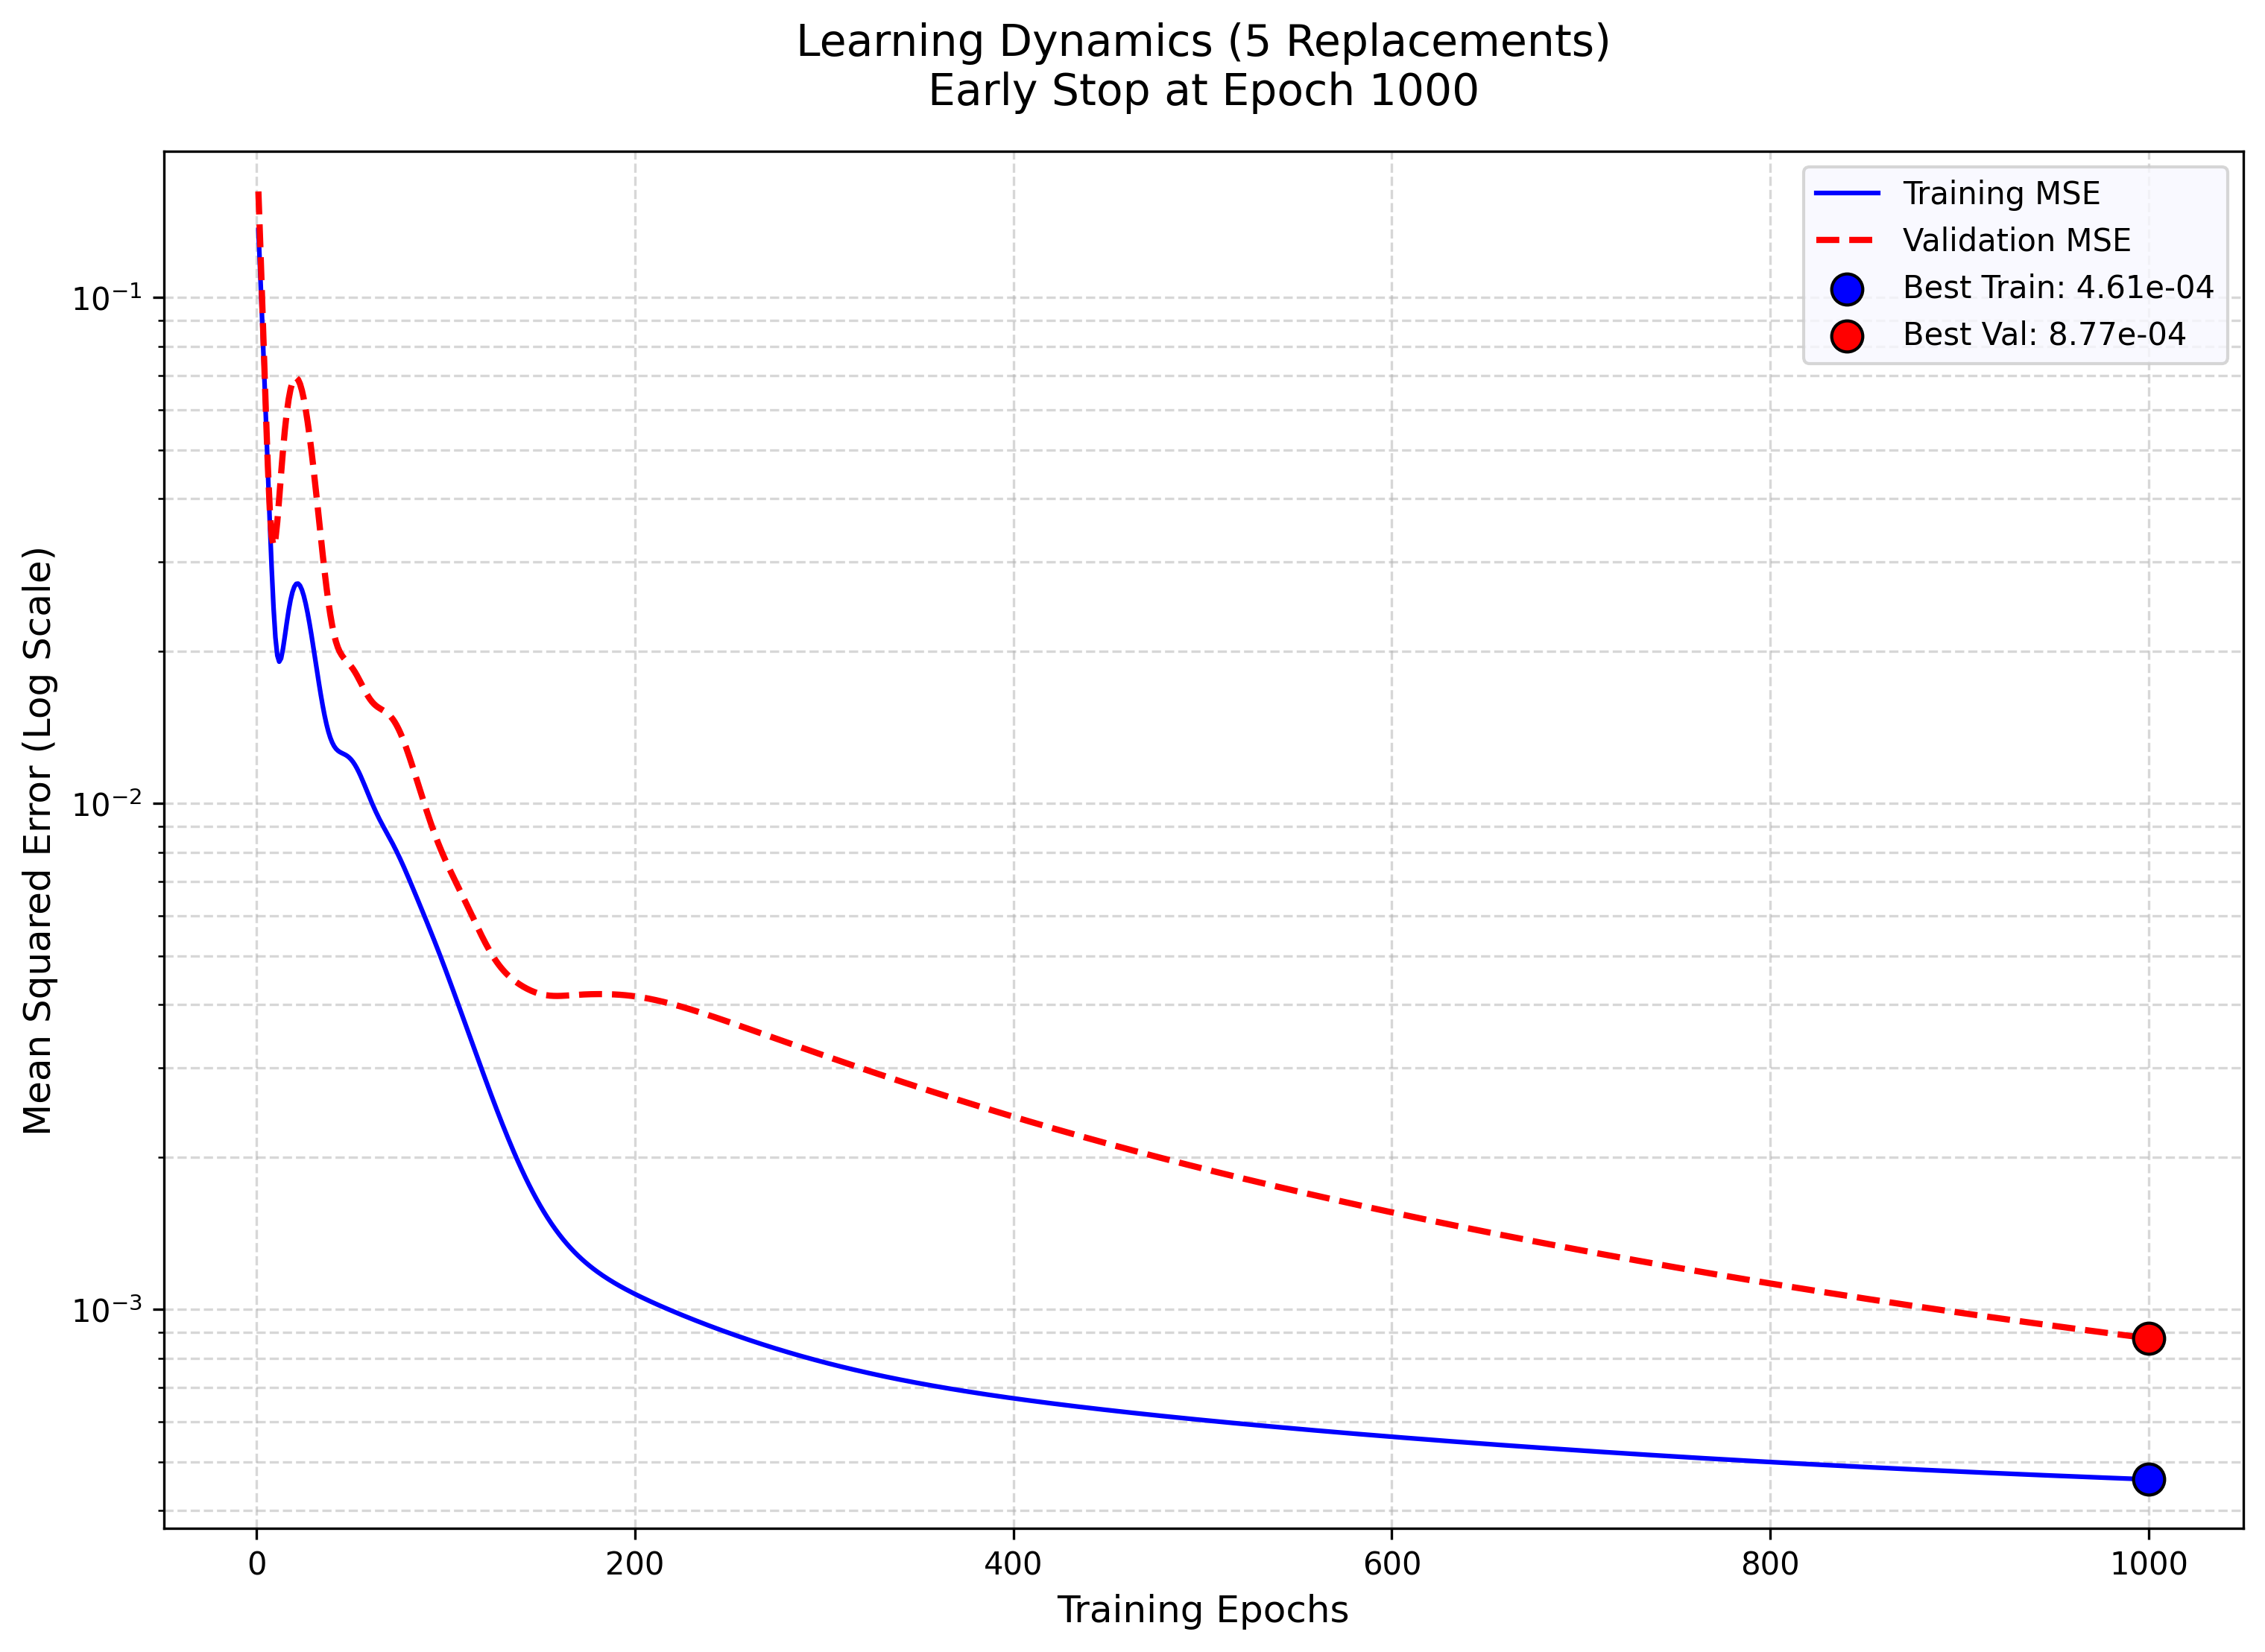 Learning Dynamics (5 Replacements)
Early Stop at Epoch 1000
Training MSE
Validation MSE
Best Train: 4.61e-04
Best Val: 8.77e-04
Mean Squared Error (Log Scale)
10⁻¹
10⁻²
10⁻³
0 200 400 600 800 1000
Training Epochs